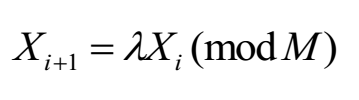 X_{i+1} = λX_i (mod M)